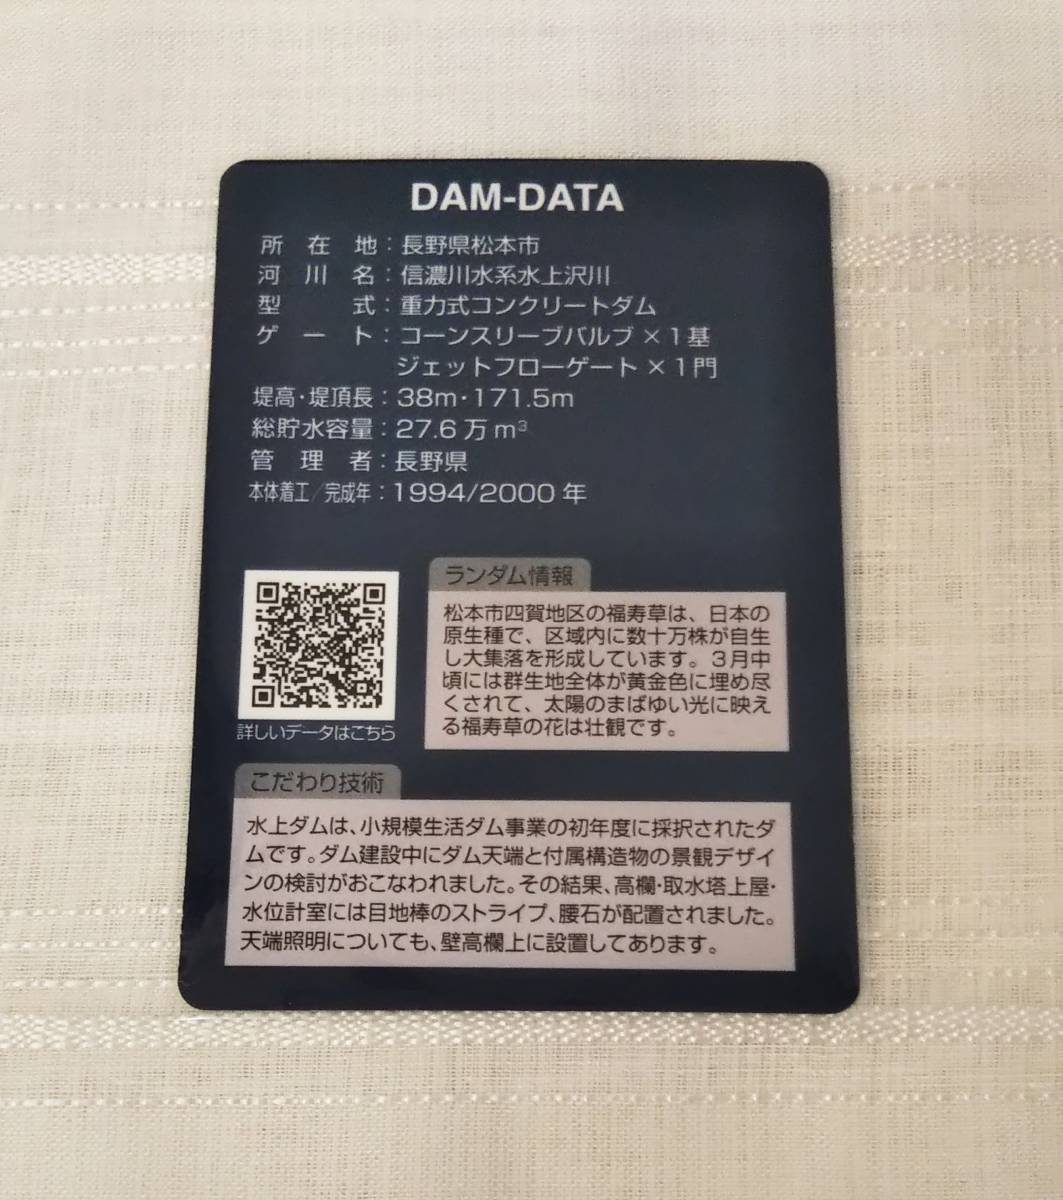 DAM-DATA
所在地：長野県松本市
河川名：信濃川水系水上沢川
型式：重力式コンクリートダム
ゲート：コーンスリーブバルブ×1基
ジェットフローゲート×1門
堤高・堤頂長：38m・171.5m
総貯水容量：27.6万m³
管理者：長野県
本体着工／完成年：1994/2000年
詳しいデータはこちら
ランダム情報
松本市四賀地区の福寿草は、日本の
原生種で、区域内に数十万株が自生
し大集落を形成しています。3月中
頃には群生地全体が黄金色に埋め尽
くされて、太陽のまばゆい光に映え
る福寿草の花は壮観です。
こだわり技術
水上ダムは、小規模生活ダム事業の初年度に採択されたダ
ムです。ダム建設中にダム天端と付属構造物の景観デザイ
ンの検討がおこなわれました。その結果、高欄・取水塔上屋・
水位計室には目地棒のストライプ、腰石が配置されました。
天端照明についても、壁高欄上に設置してあります。